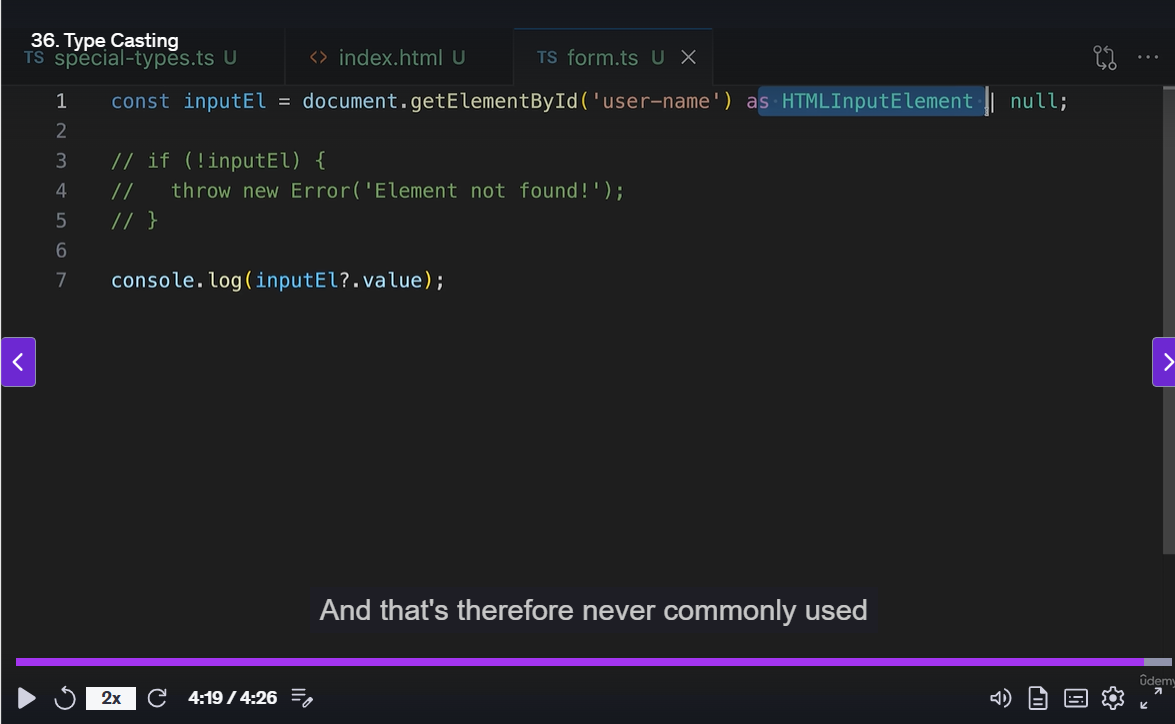 36. Type Casting
TS special-types.ts U
<> index.html U
TS form.ts U
1 const inputEl = document.getElementById('user-name') as HTMLInputElement | null;
2
3 // if (!inputEl) {
4 //   throw new Error('Element not found!');
5 // }
6
7 console.log(inputEl?.value);
And that's therefore never commonly used
2x
4:19 / 4:26
ûdemy